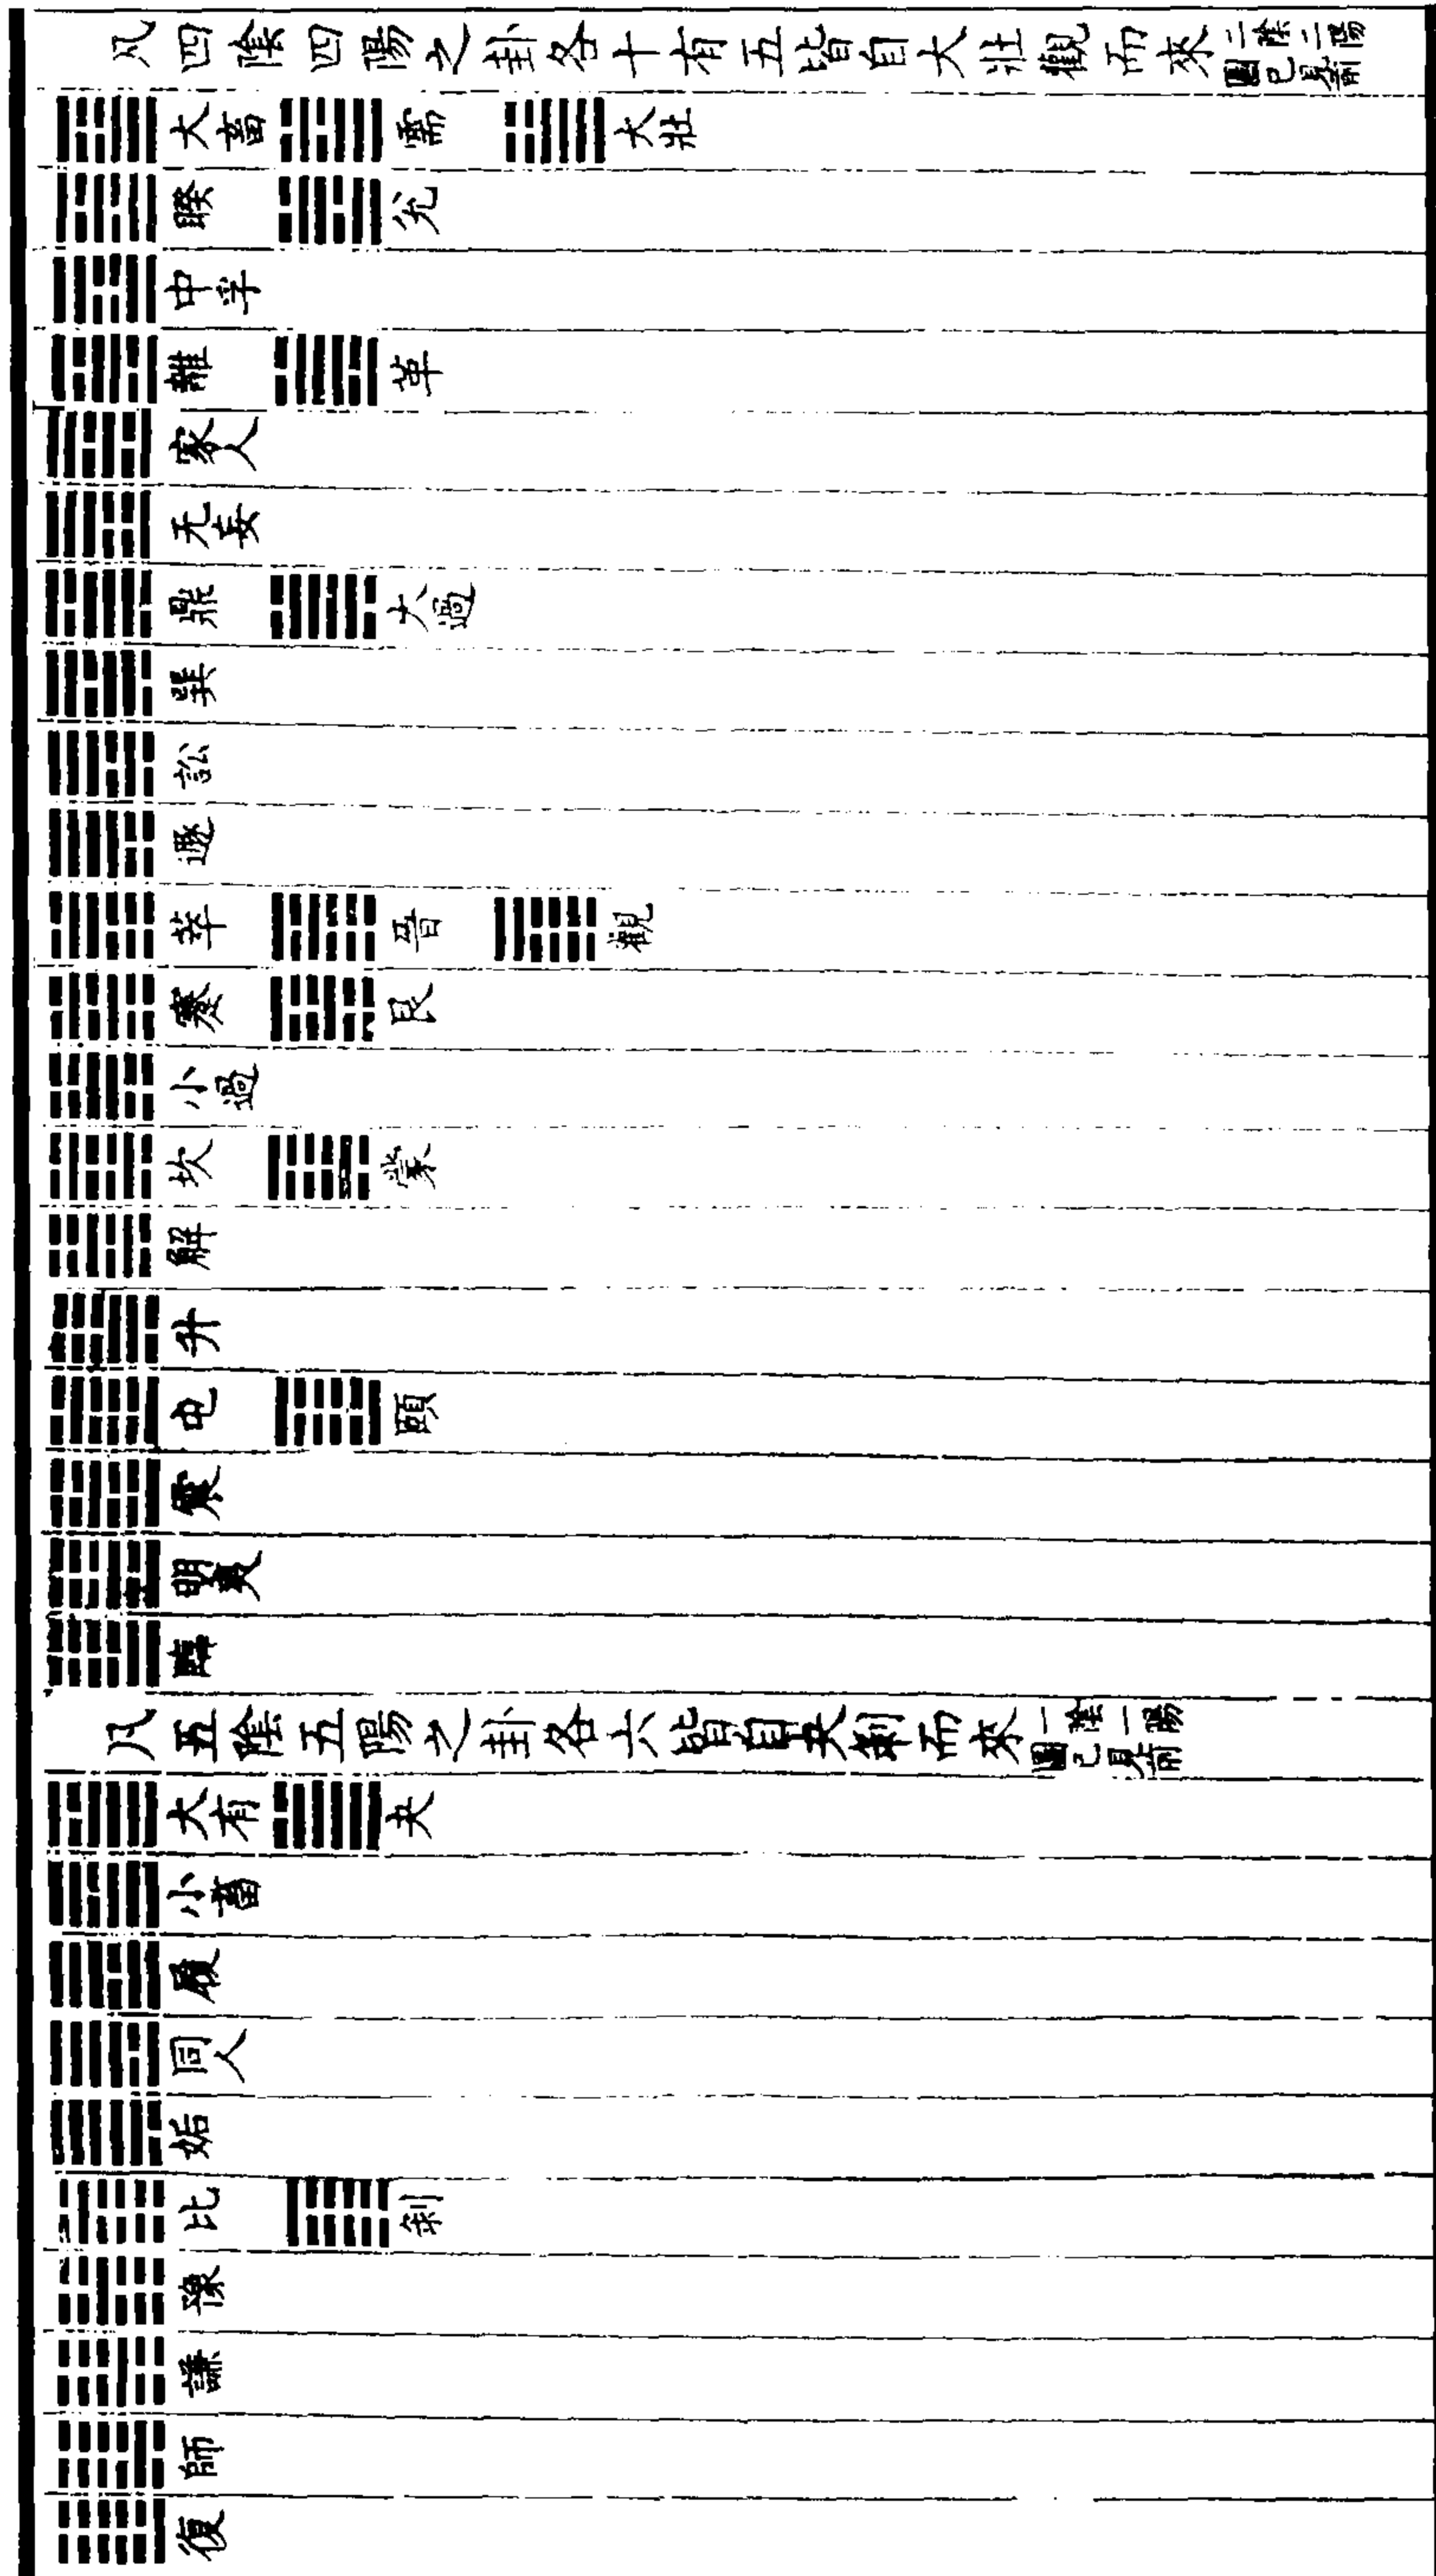 凡四陰四陽之卦各十有五皆自大壯觀而來二陰二陽圖已見前
大畜 需 大壯
睽 兌
中孚
離 革
家人
无妄
鼎 大過
巽
訟
遯
萃 晉 觀
蹇 艮
小過
坎 蒙
解
升
屯 頤
震
明夷
臨
凡五陰五陽之卦各六皆自夬剝而來一陰一陽圖已見前
大有 夬
小畜
履
同人
姤
比 剝
豫
謙
師
復